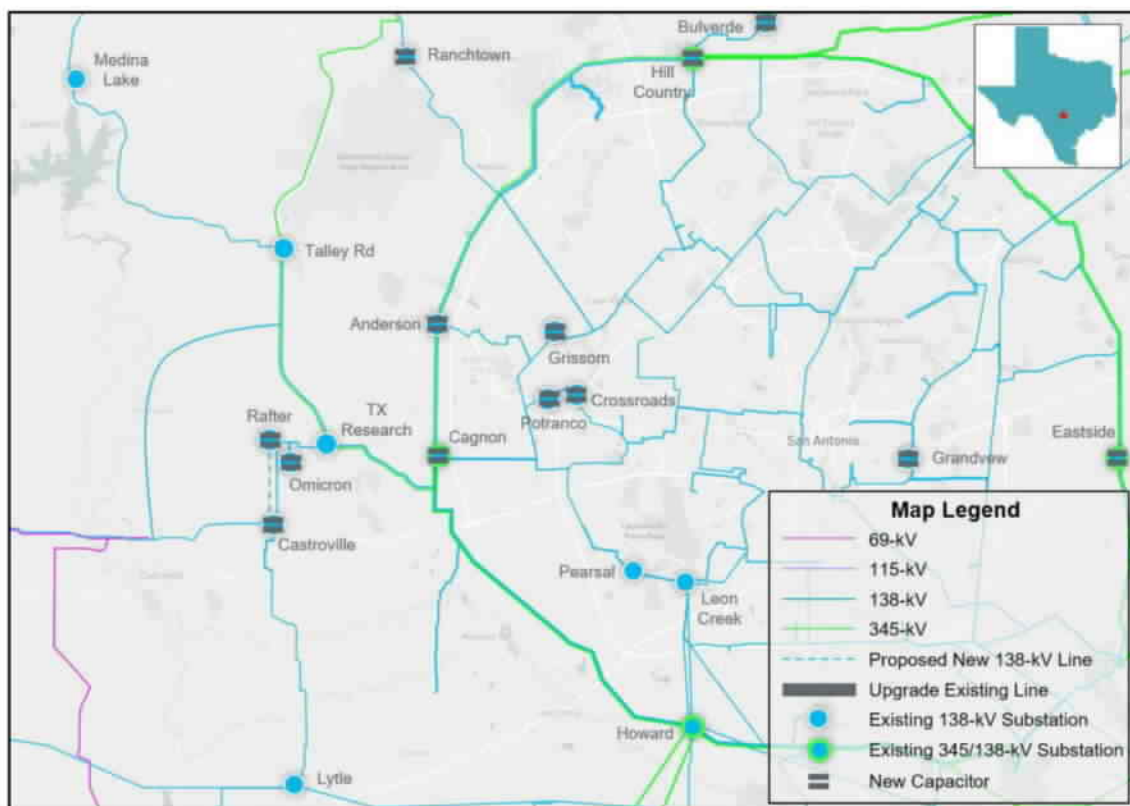 Bulverde
Medina
Lake
Ranchtown
Hill
Country
Talley Rd
Anderson
Grissom
Crossroads
Potranco
Rafter
TX
Research
Cagnon
Omicron
Castroville
San Antonio
Grandvew
Eastside
Pearsal
Leon
Creek
Howard
Lytle
Map Legend
69-kV
115-kV
138-kV
345-kV
Proposed New 138-kV Line
Upgrade Existing Line
Existing 138-kV Substation
Existing 345/138-kV Substation
New Capacitor